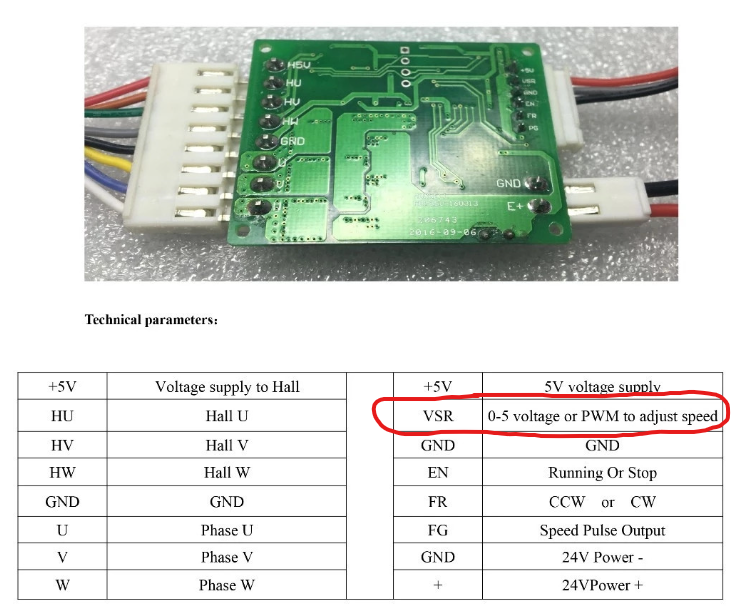 H5V
HU
HV
HW
GRD
U
+5V
VSR
GND
EN
FR
PG
GND
E+
2016-09-06
Technical parameters:
+5V Voltage supply to Hall +5V 5V voltage supply
HU Hall U VSR 0-5 voltage or PWM to adjust speed
HV Hall V GND GND
HW Hall W EN Running Or Stop
GND GND FR CCW or CW
U Phase U FG Speed Pulse Output
V Phase V GND 24V Power -
W Phase W + 24VPower +